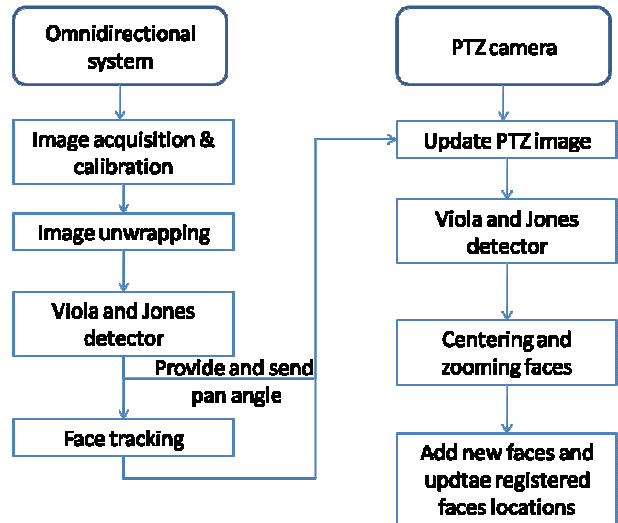 Omnidirectional
system
Image acquisition &
calibration
Image unwrapping
Viola and Jones
detector
Provide and send
pan angle
Face tracking
PTZ camera
Update PTZ image
Viola and Jones
detector
Centering and
zooming faces
Add new faces and
updtae registered
faces locations